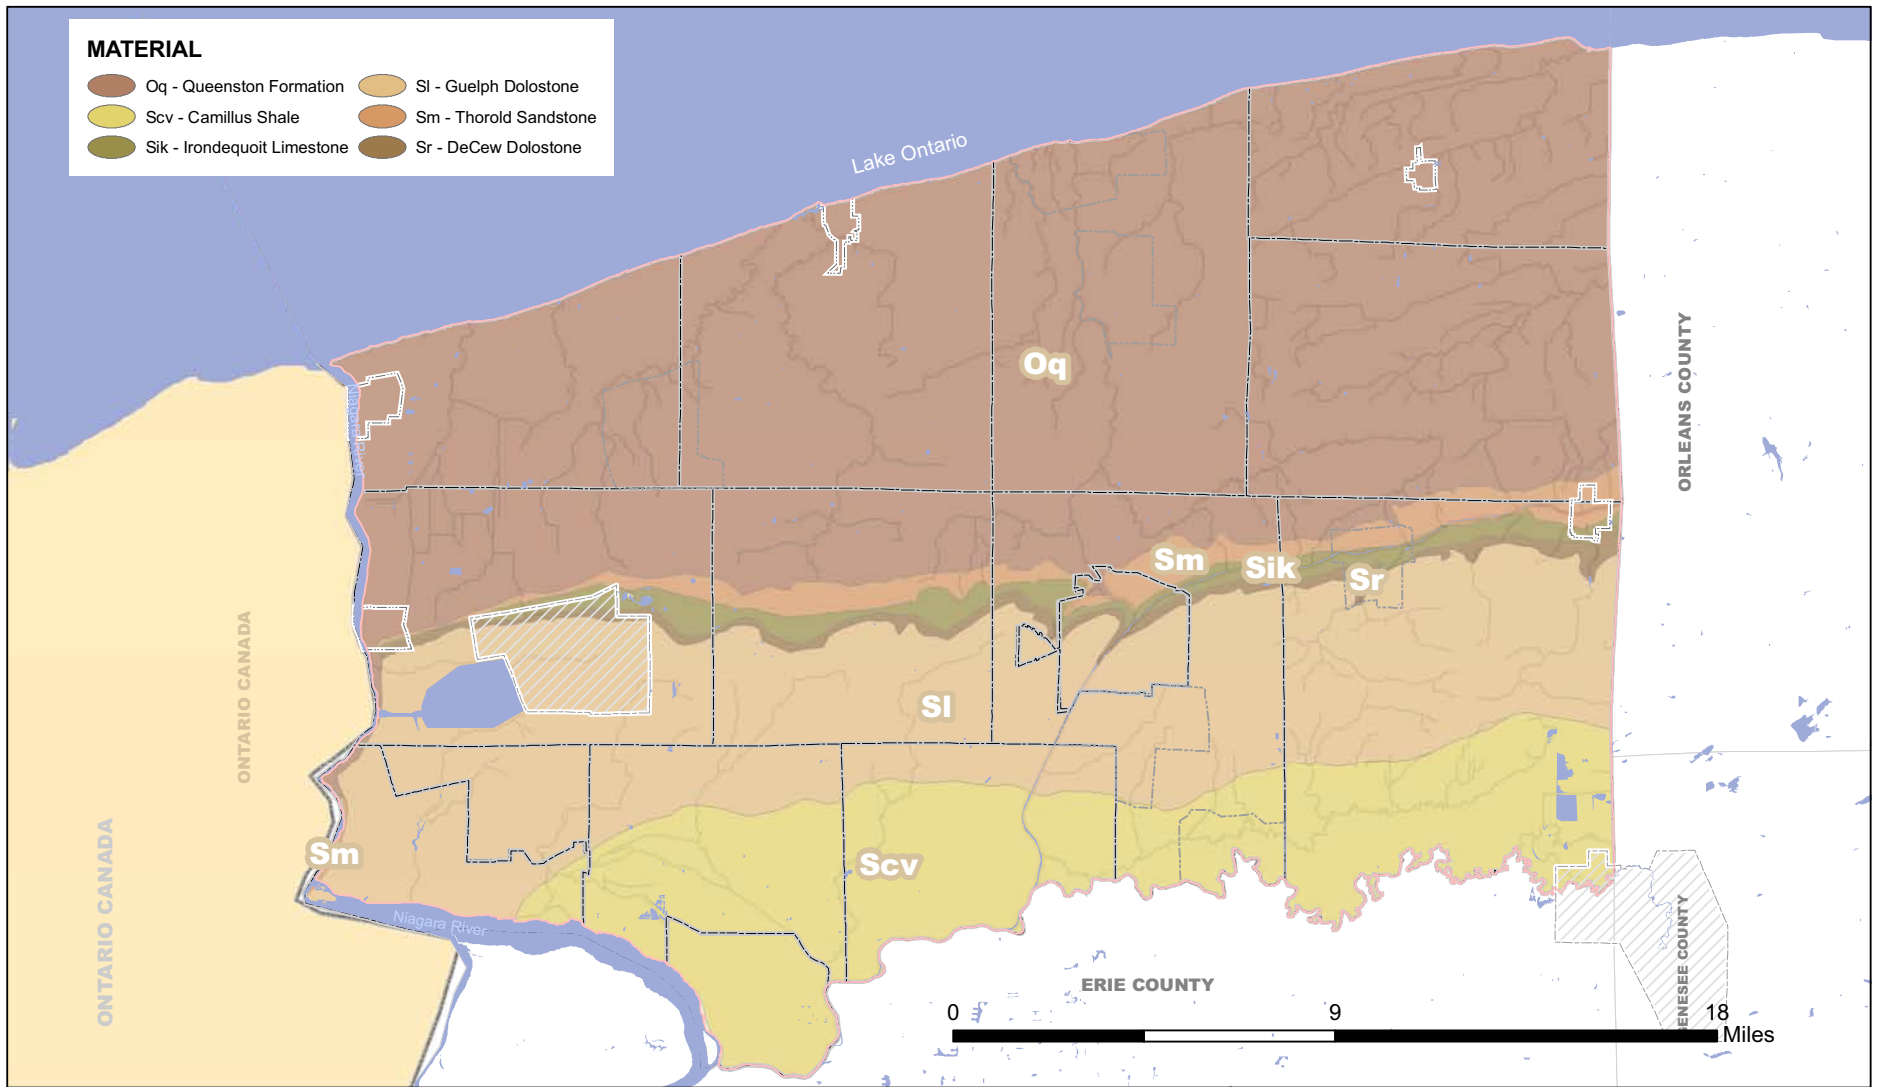 MATERIAL
Oq - Queenston Formation
Sl - Guelph Dolostone
Scv - Camillus Shale
Sm - Thorold Sandstone
Sik - Irondequoit Limestone
Sr - DeCew Dolostone
Lake Ontario
Niagara River
Oq
ORLEANS COUNTY
Sm
Sik
Sr
ONTARIO CANADA
Sl
ONTARIO CANADA
Sm
Scv
Niagara River
GENESEE COUNTY
ERIE COUNTY
0
9
18
Miles